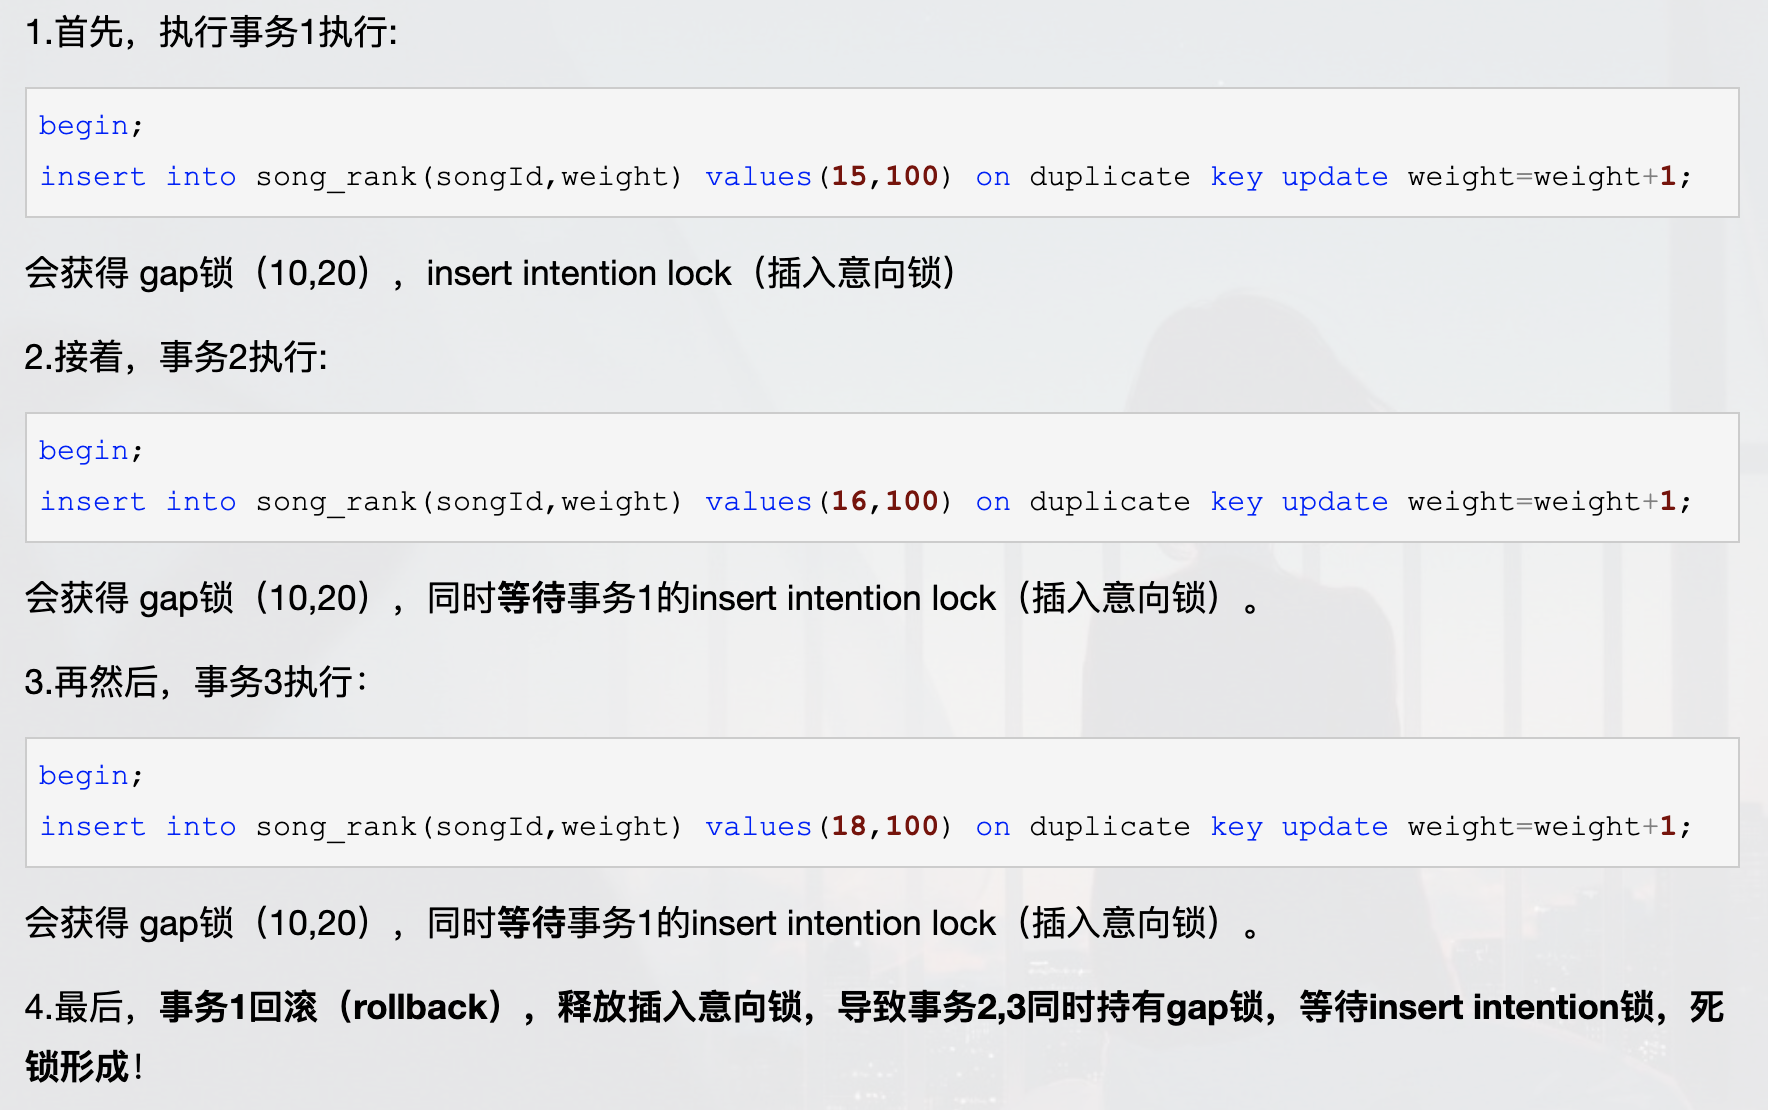 1.首先，执行事务1执行:
begin;
insert into song_rank(songId,weight) values(15,100) on duplicate key update weight=weight+1;
会获得 gap锁（10,20），insert intention lock（插入意向锁）
2.接着，事务2执行:
begin;
insert into song_rank(songId,weight) values(16,100) on duplicate key update weight=weight+1;
会获得 gap锁（10,20），同时等待事务1的insert intention lock（插入意向锁）。
3.再然后，事务3执行：
begin;
insert into song_rank(songId,weight) values(18,100) on duplicate key update weight=weight+1;
会获得 gap锁（10,20），同时等待事务1的insert intention lock（插入意向锁）。
4.最后，事务1回滚（rollback），释放插入意向锁，导致事务2,3同时持有gap锁，等待insert intention锁，死
锁形成！